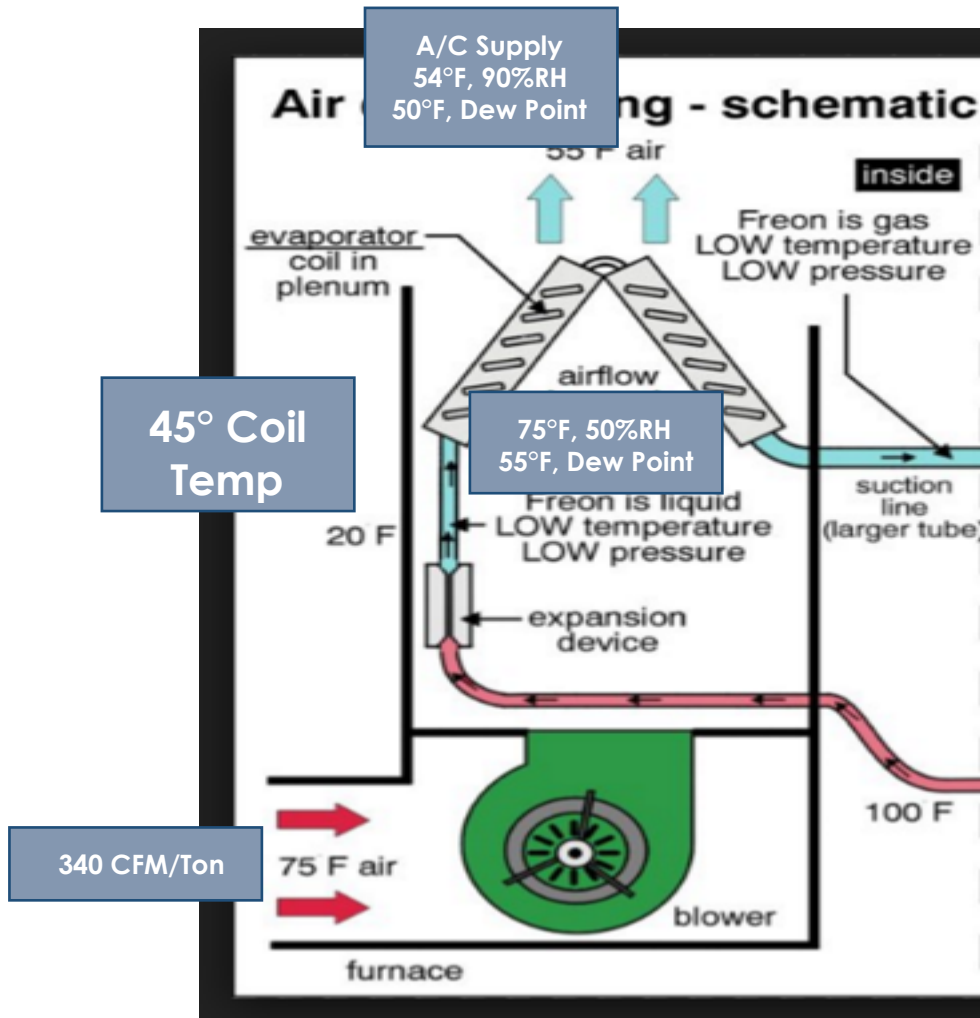 A/C Supply
54°F, 90%RH
50°F, Dew Point
Air ng - schematic
55 F air
inside
Freon is gas
LOW temperature
LOW pressure
evaporator
coil in
plenum
airflow
45° Coil
Temp
75°F, 50%RH
55°F, Dew Point
suction
line
(larger tube)
20 F
Freon is liquid
LOW temperature
LOW pressure
expansion
device
100 F
340 CFM/Ton
75 F air
blower
furnace